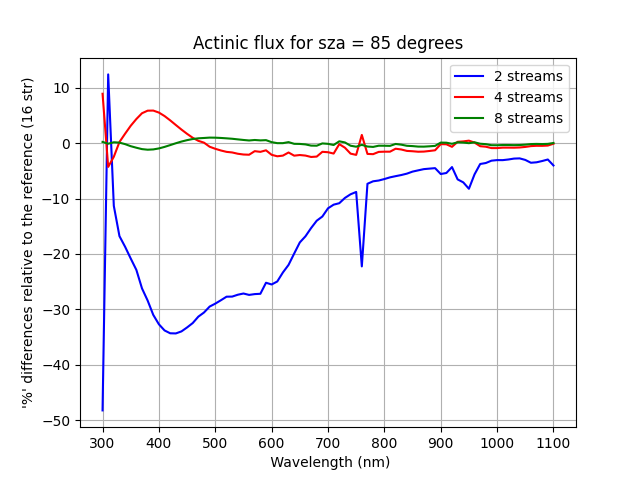 Actinic flux for sza = 85 degrees
'%' differences relative to the reference (16 str)
10
0
−10
−20
−30
−40
−50
2 streams
4 streams
8 streams
300 400 500 600 700 800 900 1000 1100
Wavelength (nm)